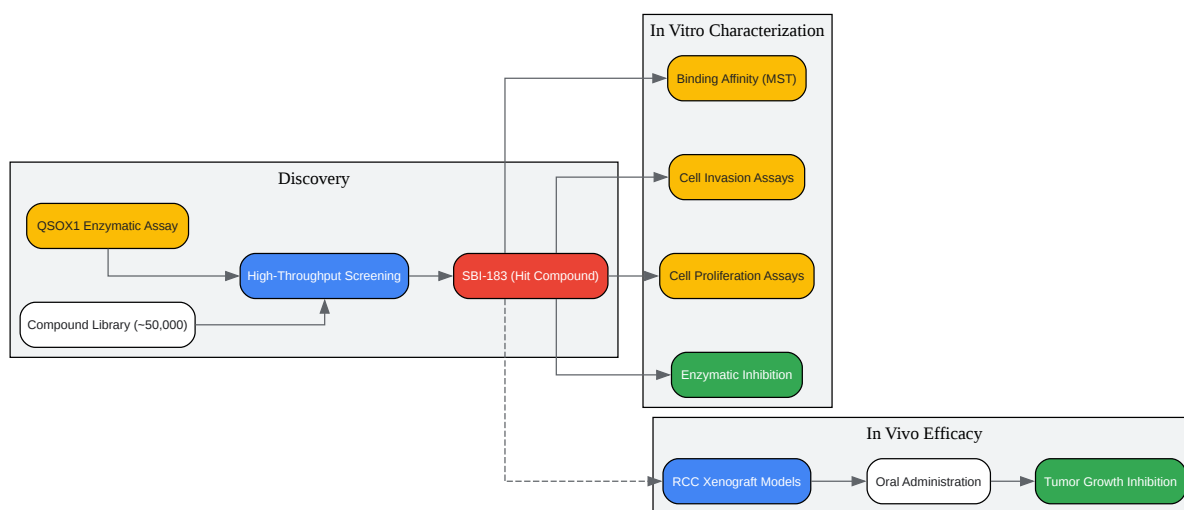 Discovery
QSOX1 Enzymatic Assay
Compound Library (~50,000)
High-Throughput Screening
SBI-183 (Hit Compound)
In Vitro Characterization
Binding Affinity (MST)
Cell Invasion Assays
Cell Proliferation Assays
Enzymatic Inhibition
In Vivo Efficacy
RCC Xenograft Models
Oral Administration
Tumor Growth Inhibition